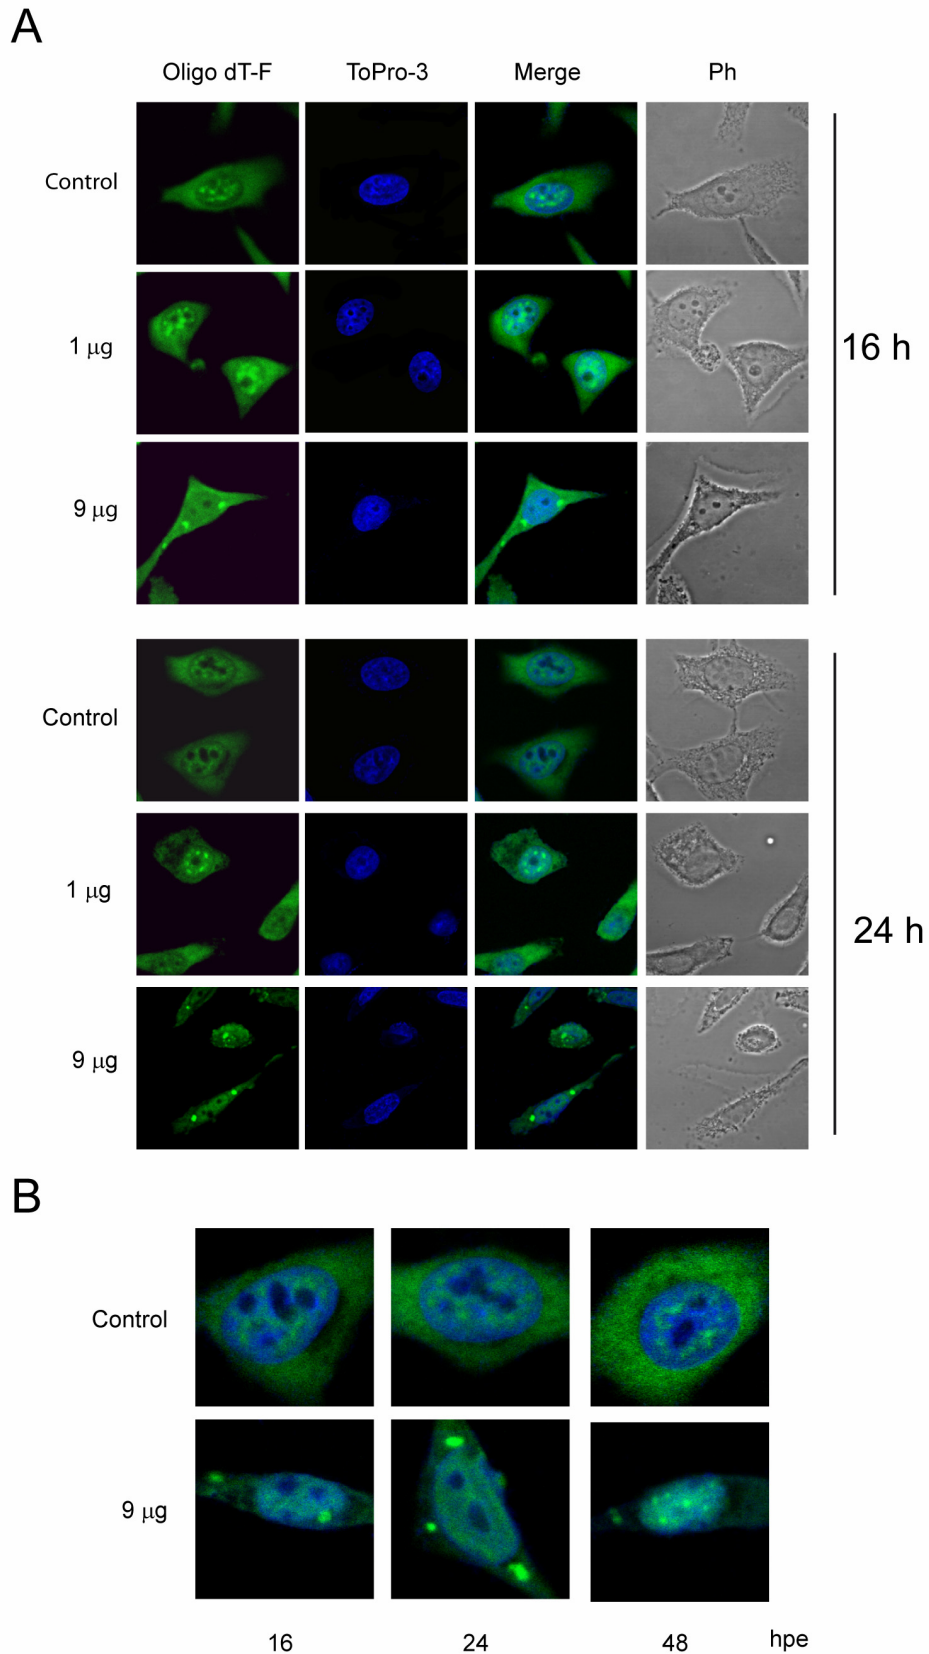 A
Oligo dT-F ToPro-3 Merge Ph
Control
1 μg
16 h
9 μg
Control
1 μg
24 h
9 μg
B
Control
9 μg
16 24 48 hpe